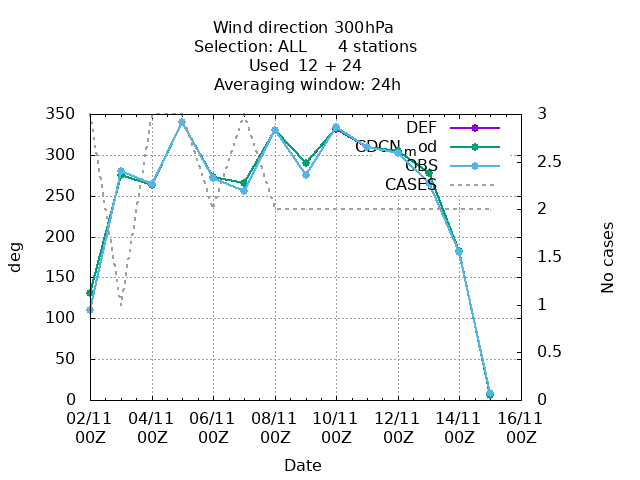 Wind direction 300hPa
Selection: ALL 4 stations
Used 12 + 24
Averaging window: 24h
350
300
250
200
150
100
50
0
deg
3
2.5
2
1.5
1
0.5
0
No cases
DEF
CDCN_mod
OBS
CASES
02/11 04/11 06/11 08/11 10/11 12/11 14/11 16/11
00Z 00Z 00Z 00Z 00Z 00Z 00Z 00Z
Date